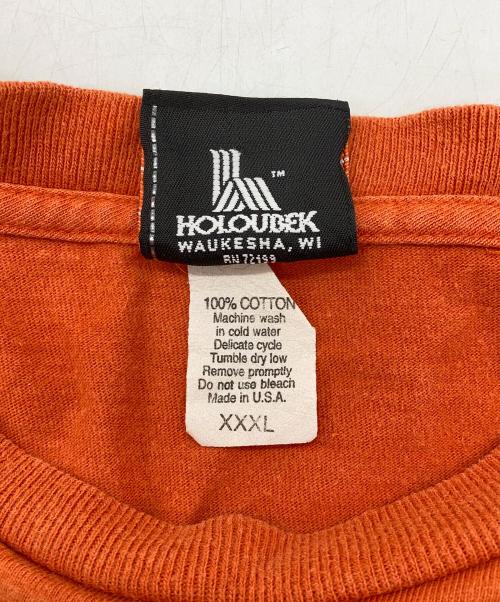 TM
HOLOUBEK
WAUKESHA, WI
RN 72199
100% COTTON
Machine wash
in cold water
Delicate cycle
Tumble dry low
Remove promptly
Do not use bleach
Made in U.S.A.
XXXL